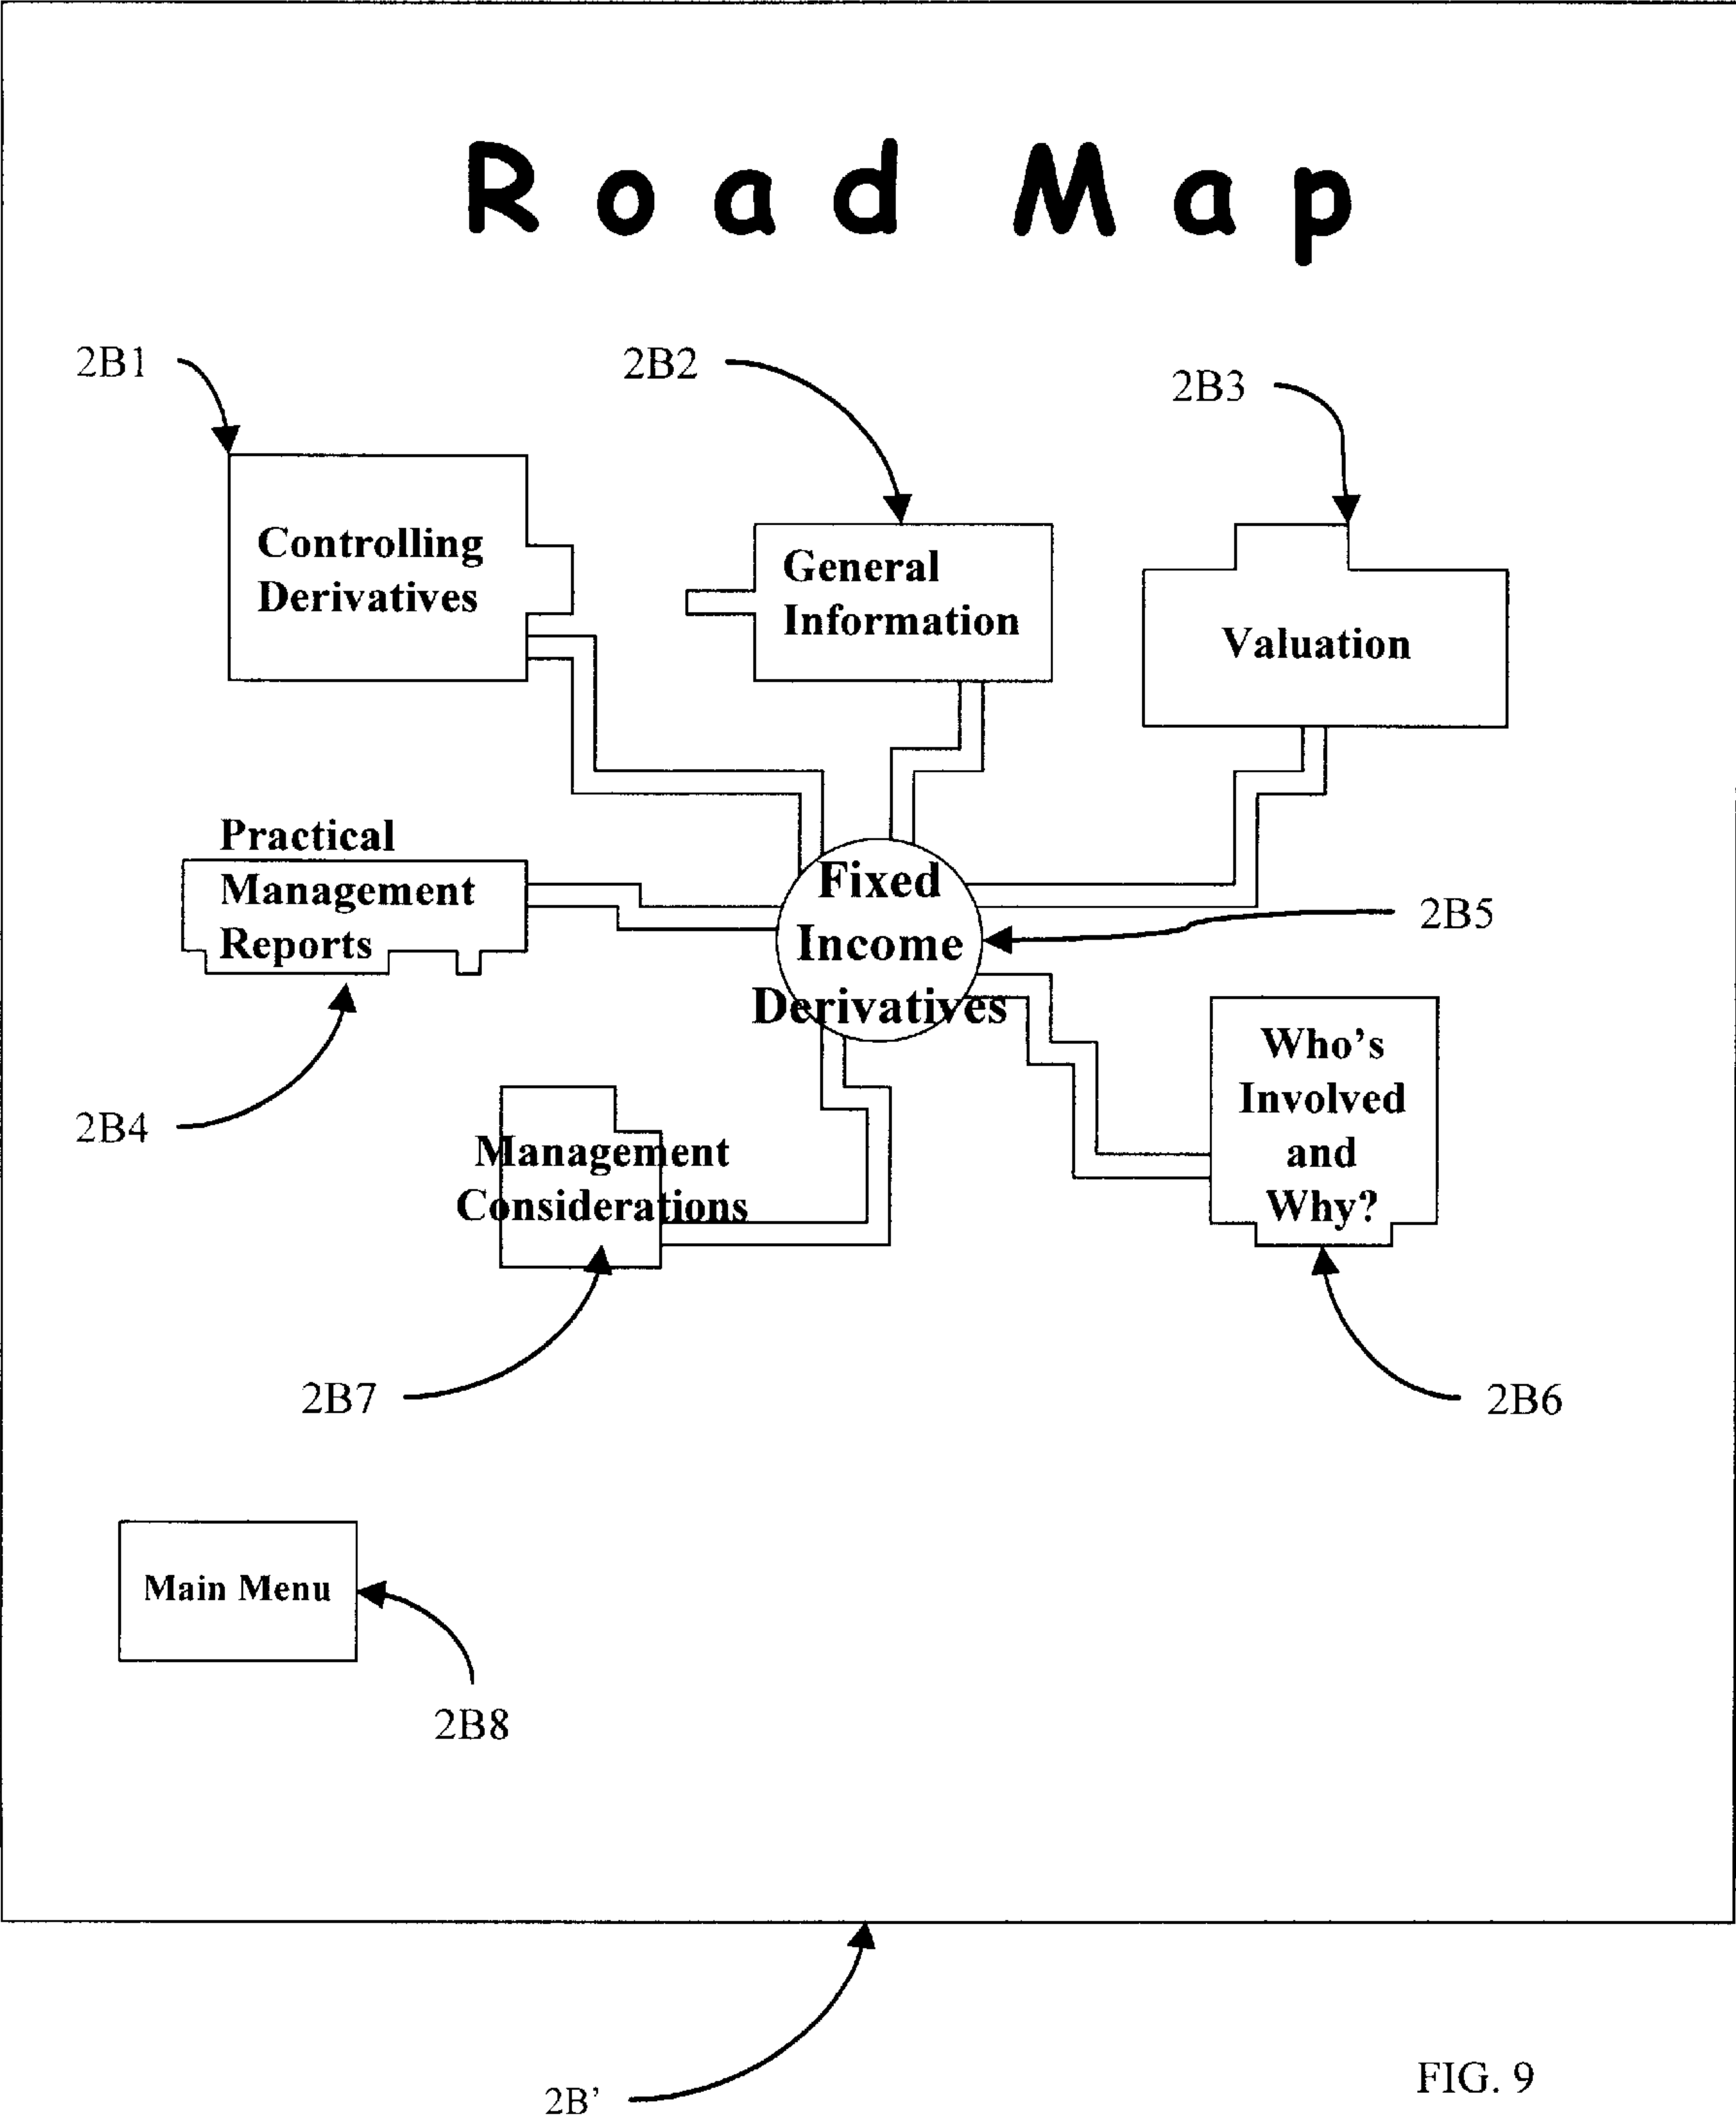 Road Map
2B1
2B2
2B3
Controlling
Derivatives
General
Information
Valuation
Practical
Management
Reports
Fixed
Income
Derivatives
2B5
2B4
Who's
Involved
and
Why?
Management
Considerations
2B7
2B6
Main Menu
2B8
2B'
FIG. 9